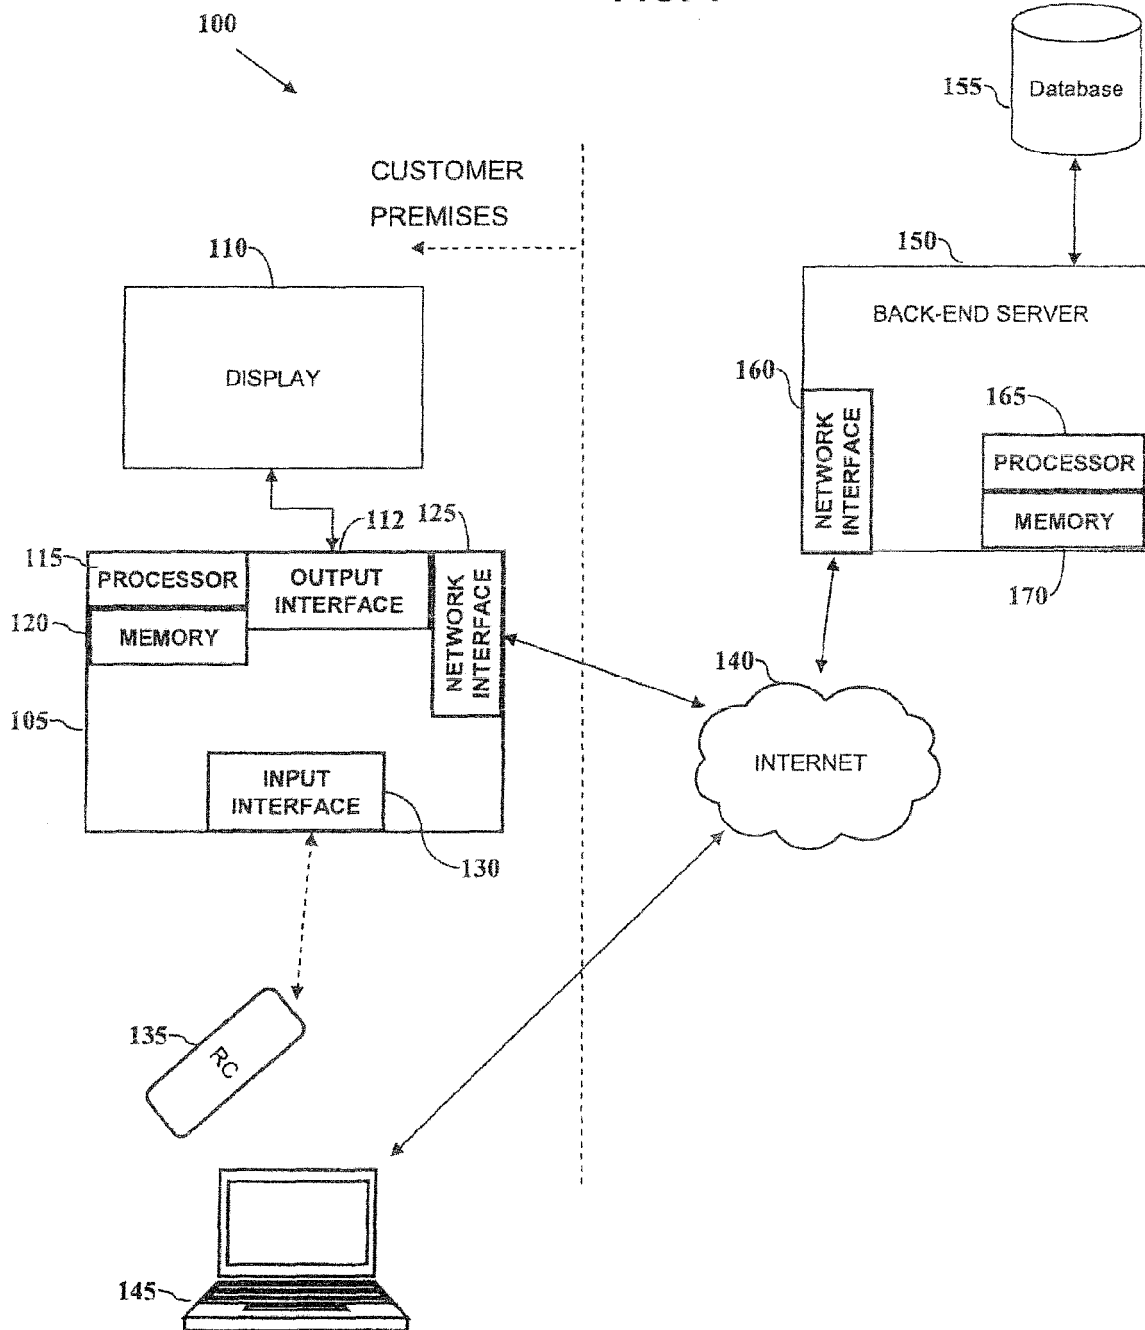 100
155
Database
CUSTOMER
PREMISES
110
150
DISPLAY
BACK-END SERVER
160
NETWORK
INTERFACE
165
PROCESSOR
MEMORY
170
112
125
115
PROCESSOR
OUTPUT
INTERFACE
NETWORK
INTERFACE
120
MEMORY
105
140
INTERNET
INPUT
INTERFACE
130
135
RC
145